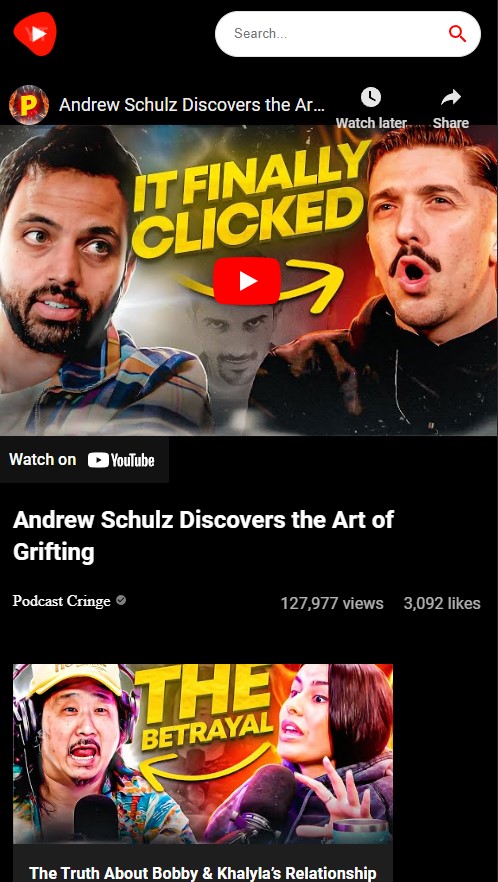 Search...
P
Andrew Schulz Discovers the Ar...
Watch later
Share
IT FINALLY
CLICKED
Watch on YouTube
Andrew Schulz Discovers the Art of
Grifting
Podcast Cringe
127,977 views 3,092 likes
THE
BETRAYAL
The Truth About Bobby & Khalyla's Relationship